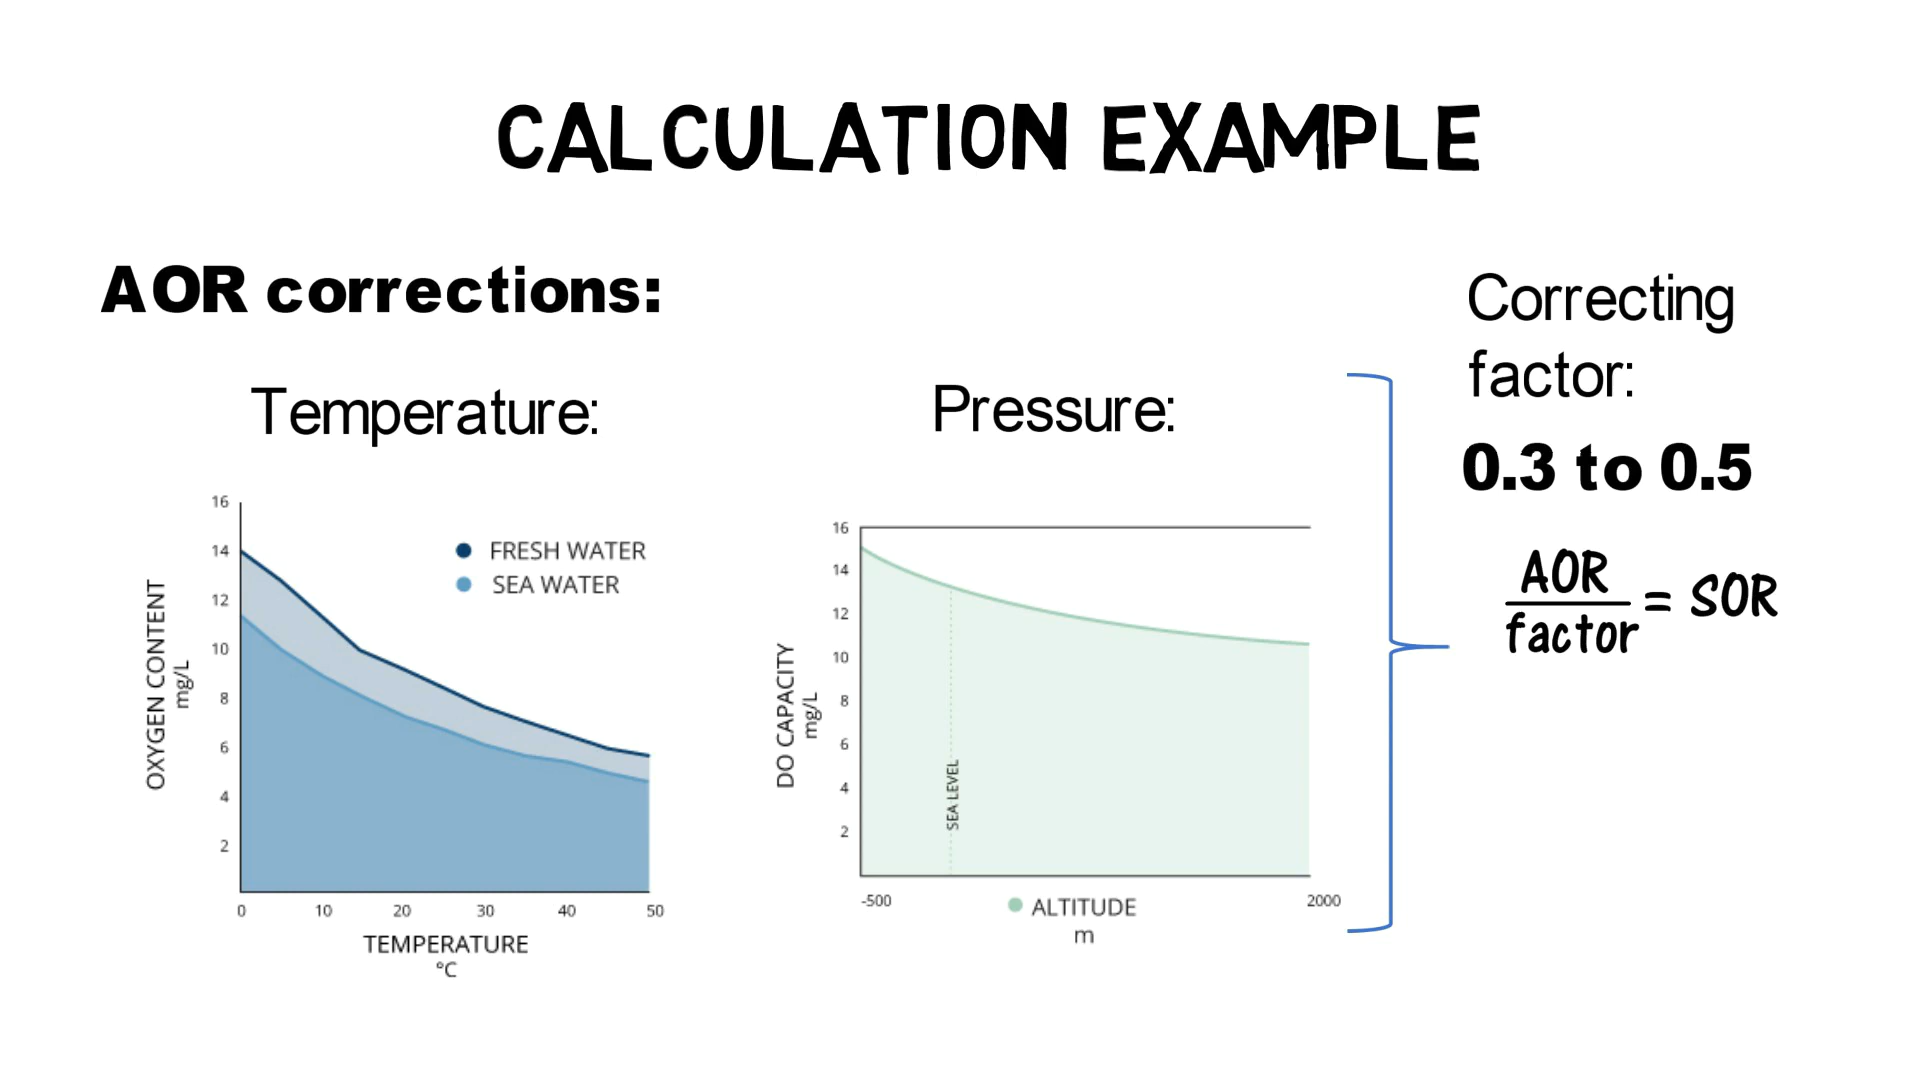 CALCULATION EXAMPLE
AOR corrections:
Temperature:
16
14
12
10
8
6
4
2
OXYGEN CONTENT
mg/L
FRESH WATER
SEA WATER
0 10 20 30 40 50
TEMPERATURE
°C
Pressure:
16
14
12
10
8
6
4
2
DO CAPACITY
mg/L
SEA LEVEL
-500 2000
ALTITUDE
m
Correcting
factor:
0.3 to 0.5
AOR
factor = SOR